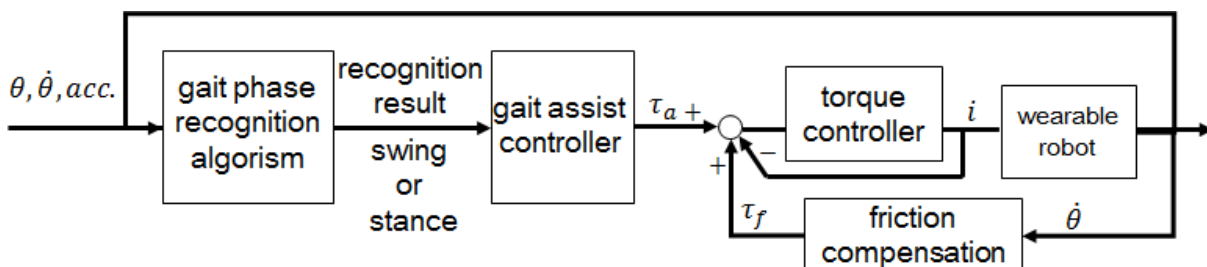 θ, θ̇, acc.
gait phase
recognition
algorism
recognition
result
swing
or
stance
gait assist
controller
τₐ +
−
+
torque
controller
i
wearable
robot
τ_f
friction
compensation
θ̇